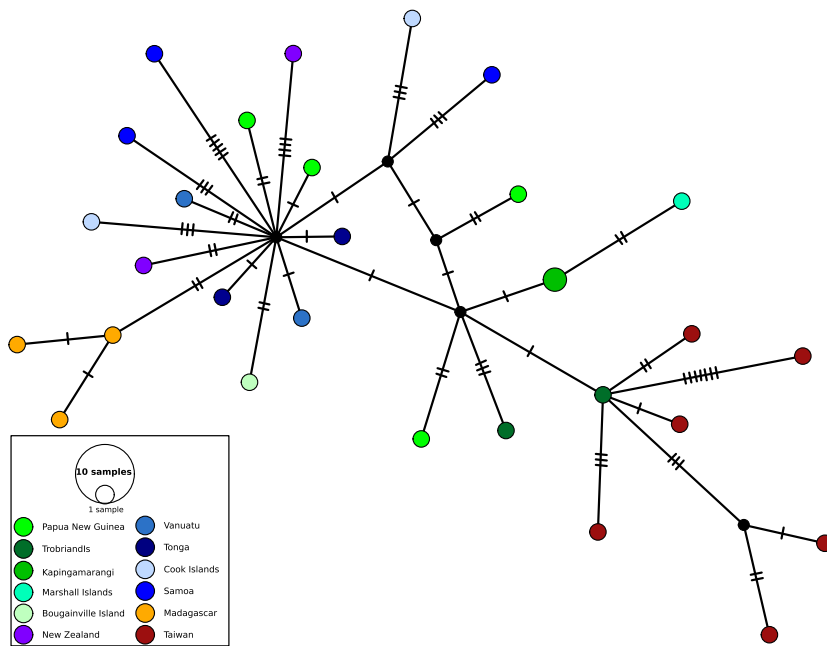 10 samples
1 sample
Papua New Guinea
TrobriandIs
Kapingamarangi
Marshall Islands
Bougainville Island
New Zealand
Vanuatu
Tonga
Cook Islands
Samoa
Madagascar
Taiwan